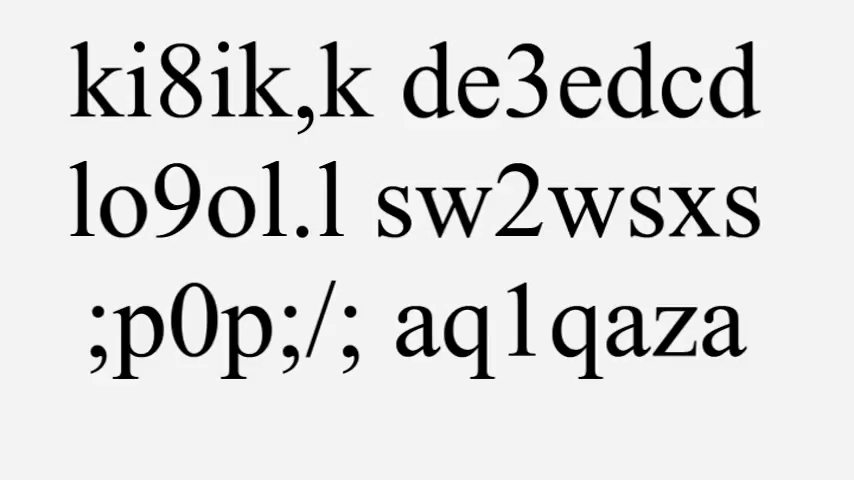 ki8ik,k de3edcd
lo9ol.l sw2wsxs
;p0p;/; aq1qaza